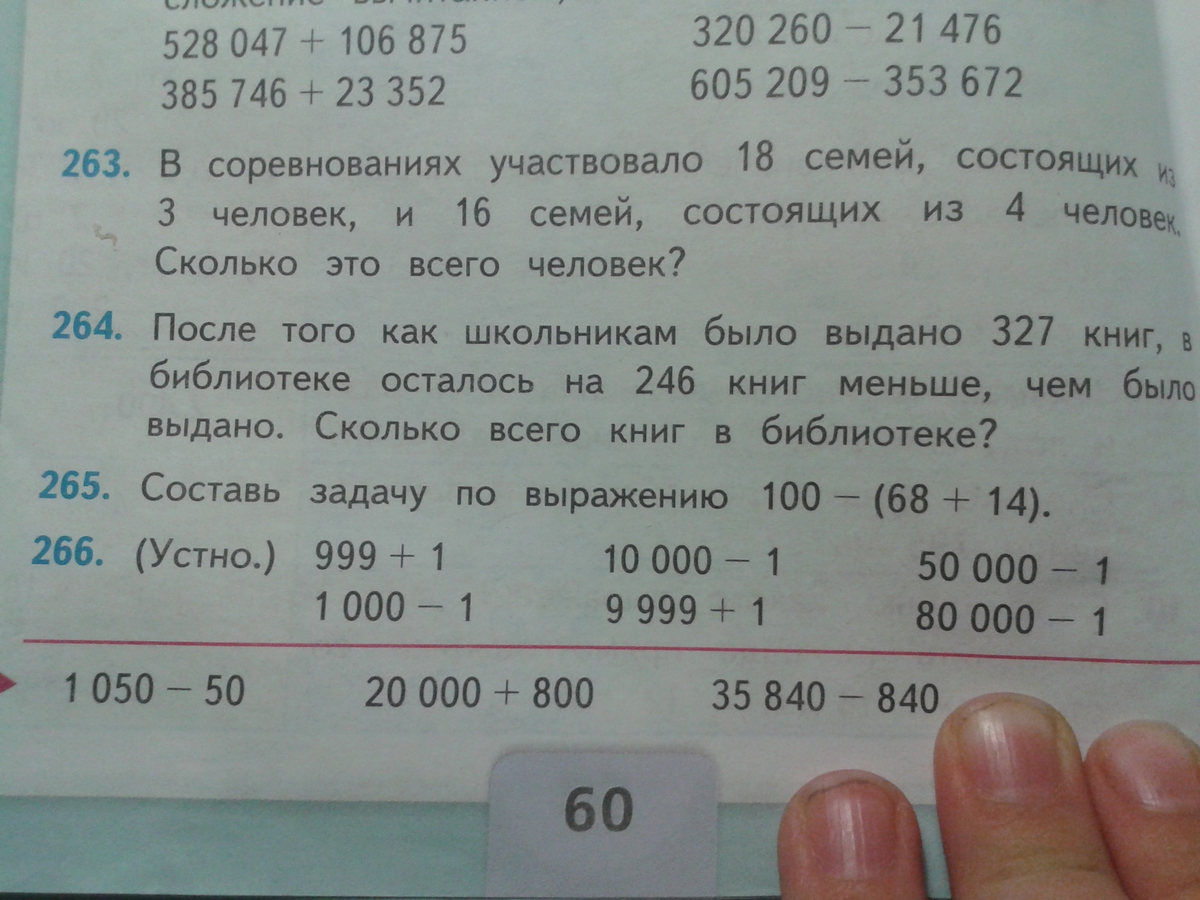 сложение
528 047 + 106 875 320 260 − 21 476
385 746 + 23 352 605 209 − 353 672
263. В соревнованиях участвовало 18 семей, состоящих из
3 человек, и 16 семей, состоящих из 4 человек.
Сколько это всего человек?
264. После того как школьникам было выдано 327 книг, в
библиотеке осталось на 246 книг меньше, чем было
выдано. Сколько всего книг в библиотеке?
265. Составь задачу по выражению 100 − (68 + 14).
266. (Устно.) 999 + 1 10 000 − 1 50 000 − 1
1 000 − 1 9 999 + 1 80 000 − 1
1 050 − 50 20 000 + 800 35 840 − 840
60